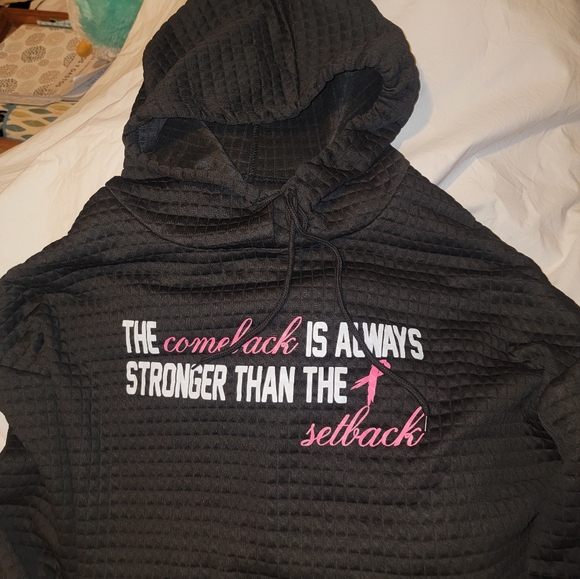 THE comeback IS ALWAYS
STRONGER THAN THE
setback